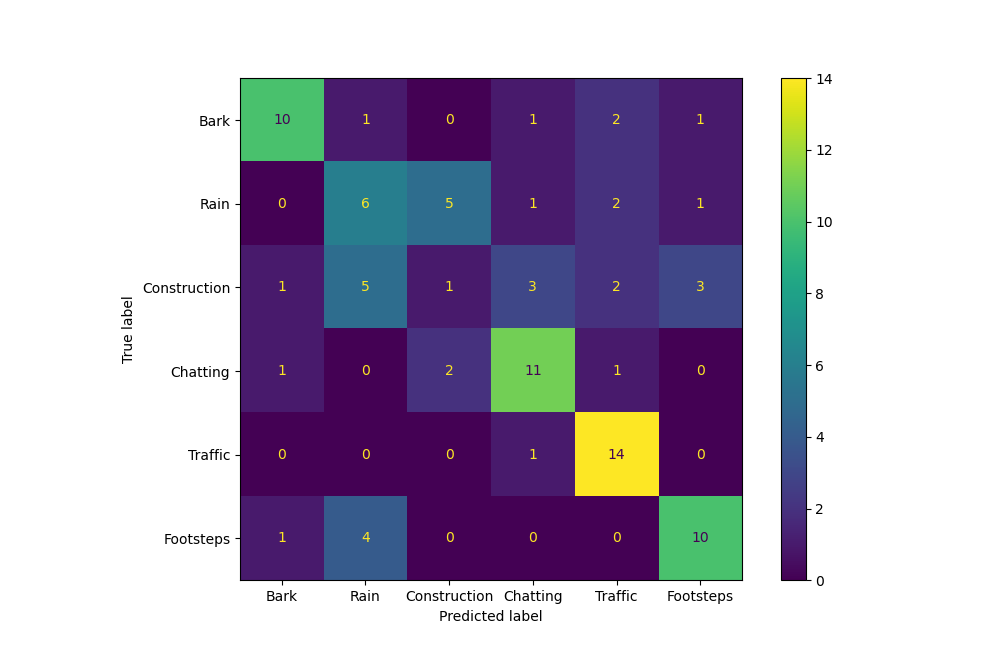 Bark 10 1 0 1 2 1
Rain 0 6 5 1 2 1
Construction 1 5 1 3 2 3
Chatting 1 0 2 11 1 0
Traffic 0 0 0 1 14 0
Footsteps 1 4 0 0 0 10
Bark Rain Construction Chatting Traffic Footsteps
Predicted label
True label
14
12
10
8
6
4
2
0